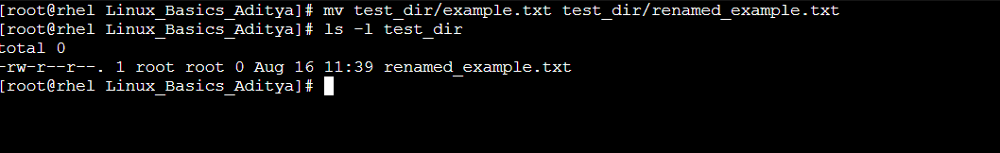 [root@rhel Linux_Basics_Aditya]# mv test_dir/example.txt test_dir/renamed_example.txt
[root@rhel Linux_Basics_Aditya]# ls -l test_dir
total 0
-rw-r--r--. 1 root root 0 Aug 16 11:39 renamed_example.txt
[root@rhel Linux_Basics_Aditya]#